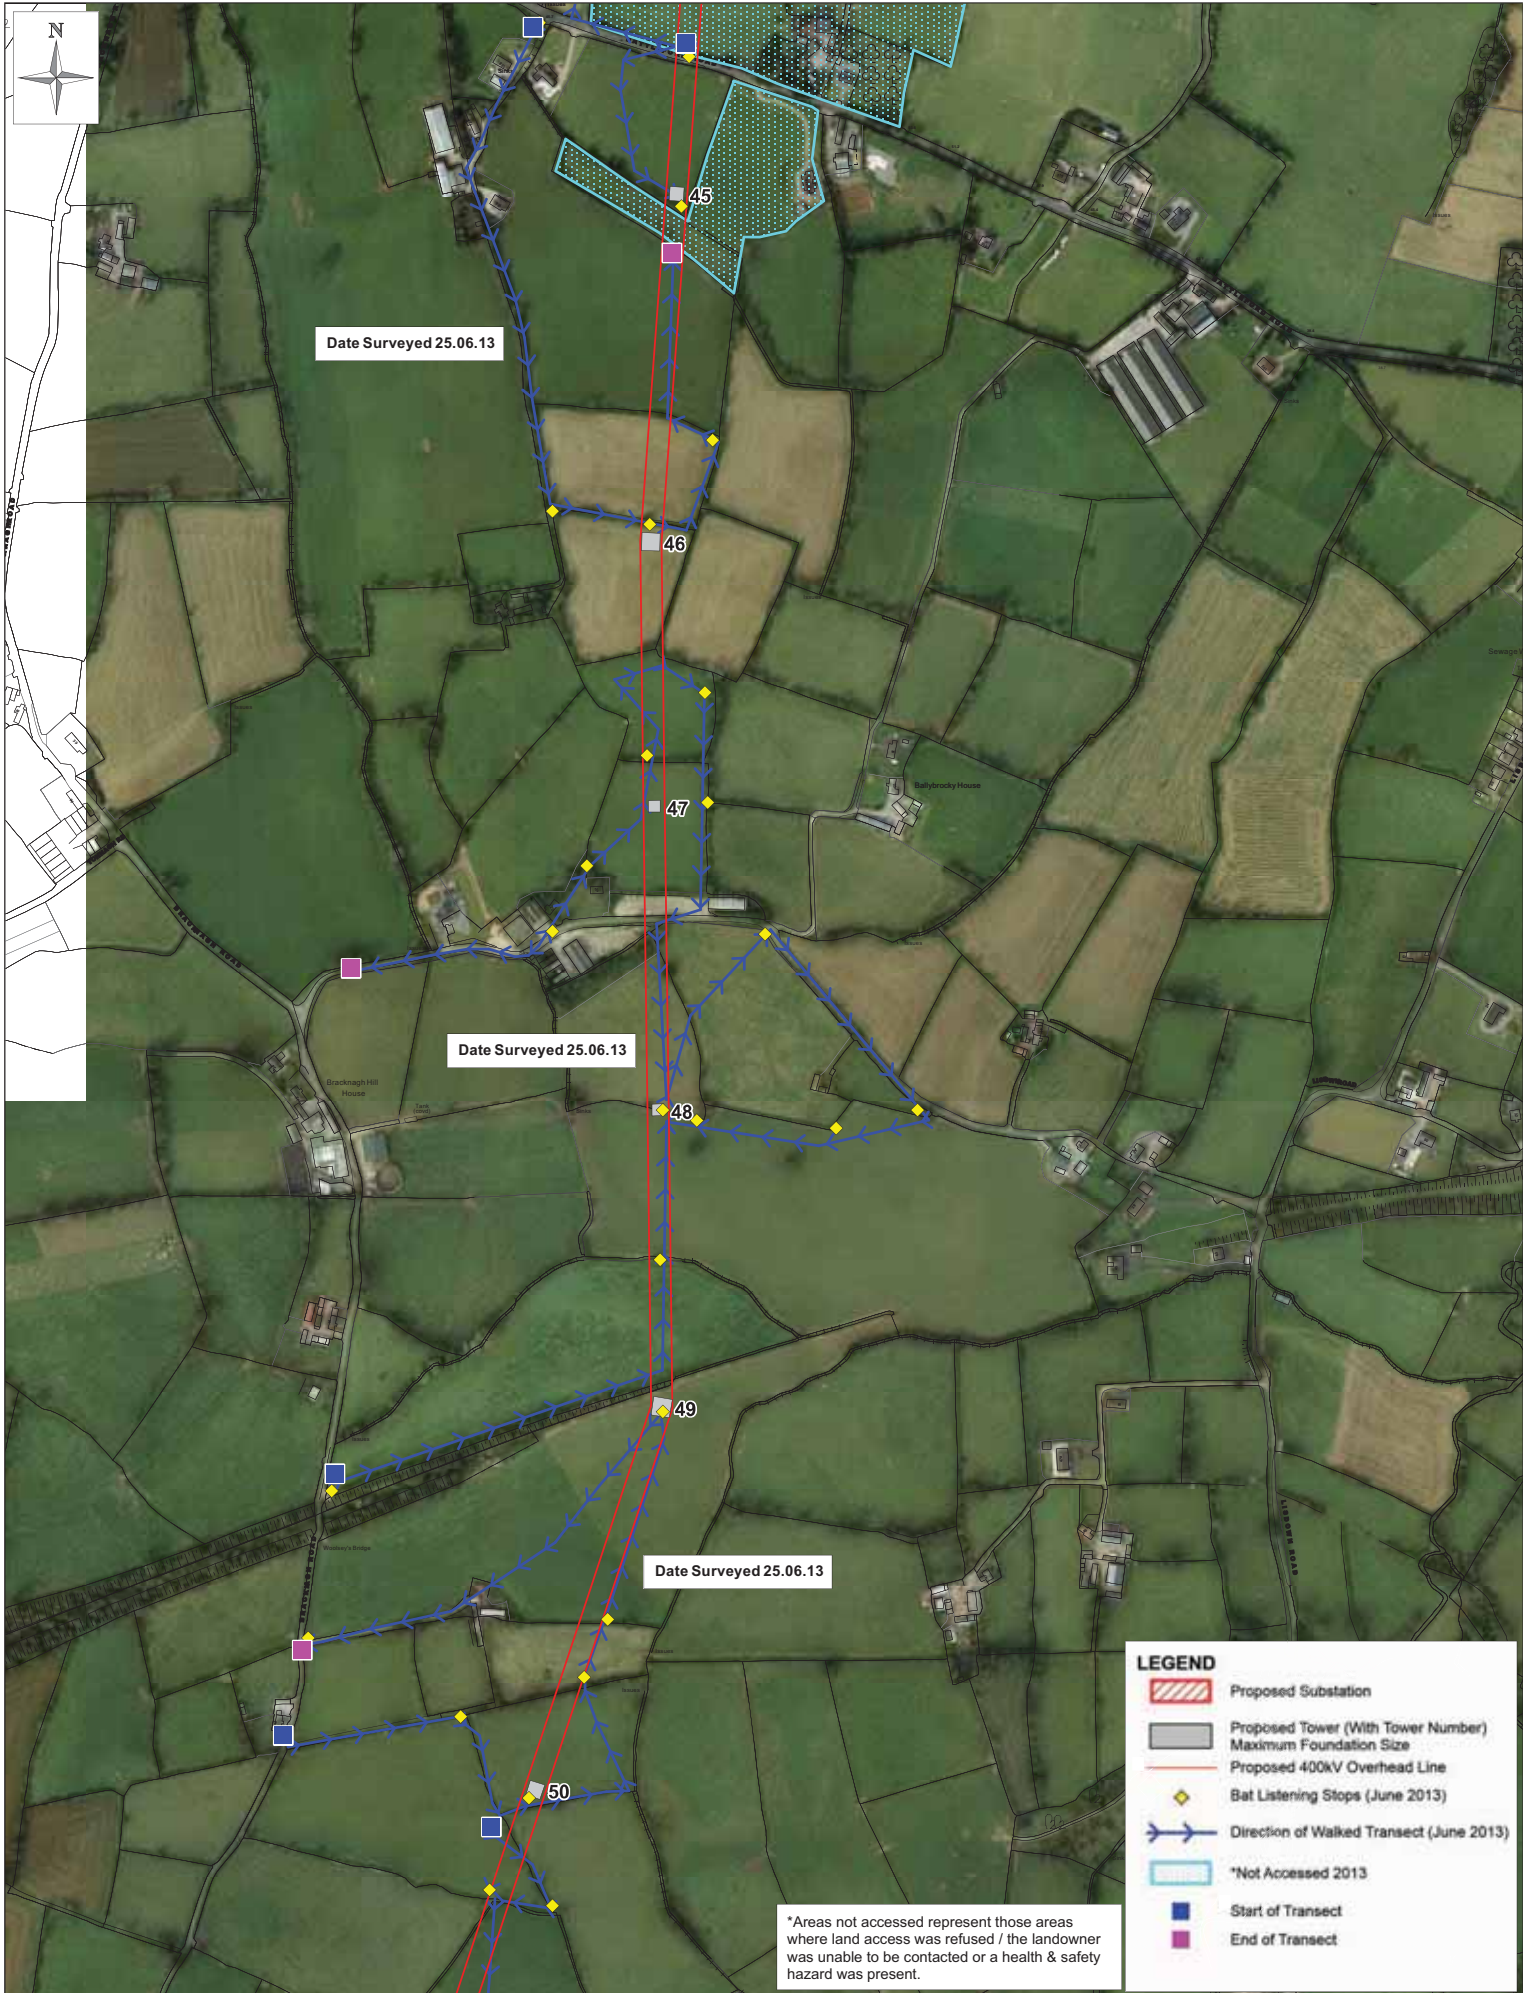 N
45
Date Surveyed 25.06.13
46
Ballybrocky House
47
Date Surveyed 25.06.13
Bracknagh Hill
House
48
49
Date Surveyed 25.06.13
50
LEGEND
Proposed Substation
Proposed Tower (With Tower Number)
Maximum Foundation Size
Proposed 400kV Overhead Line
Bat Listening Stops (June 2013)
Direction of Walked Transect (June 2013)
*Not Accessed 2013
Start of Transect
End of Transect
*Areas not accessed represent those areas
where land access was refused / the landowner
was unable to be contacted or a health & safety
hazard was present.